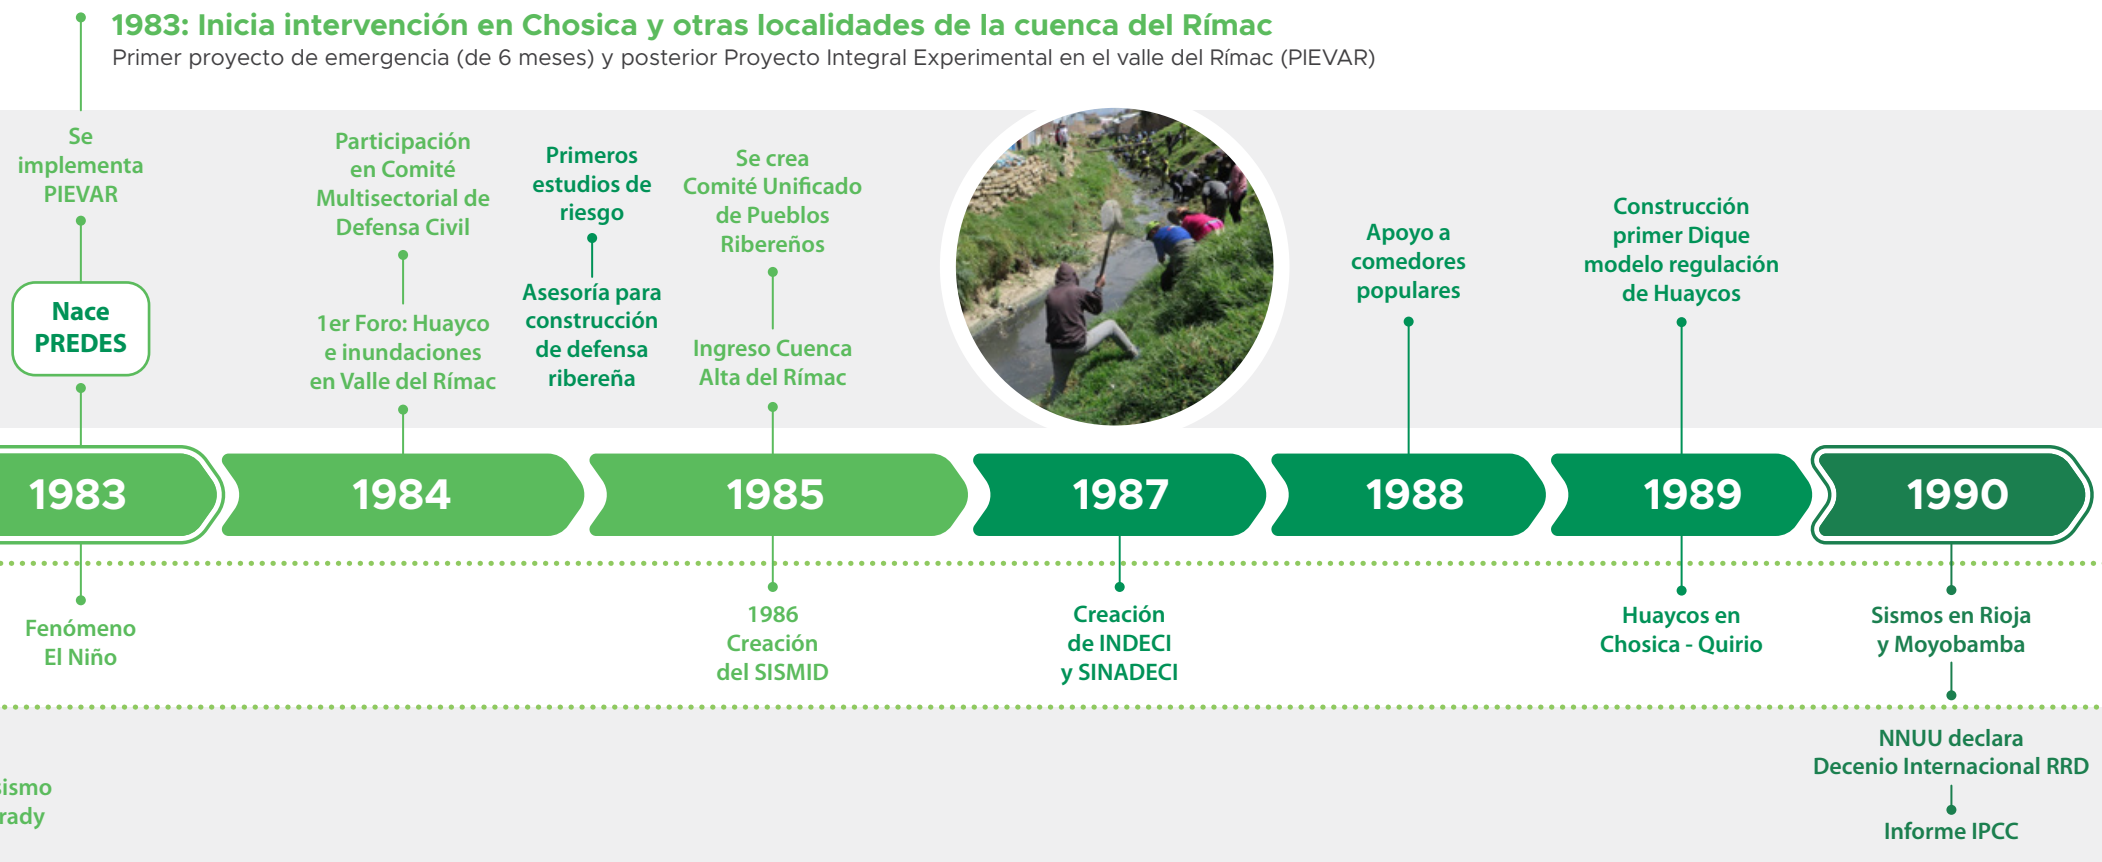 1983: Inicia intervención en Chosica y otras localidades de la cuenca del Rímac
Primer proyecto de emergencia (de 6 meses) y posterior Proyecto Integral Experimental en el valle del Rímac (PIEVAR)
Se
implementa
PIEVAR
Nace
PREDES
Participación
en Comité
Multisectorial de
Defensa Civil
1er Foro: Huayco
e inundaciones
en Valle del Rímac
Primeros
estudios de
riesgo
Asesoría para
construcción
de defensa
ribereña
Se crea
Comité Unificado
de Pueblos
Ribereños
Ingreso Cuenca
Alta del Rímac
Apoyo a
comedores
populares
Construcción
primer Dique
modelo regulación
de Huaycos
1983
1984
1985
1987
1988
1989
1990
Fenómeno
El Niño
1986
Creación
del SISMID
Creación
de INDECI
y SINADECI
Huaycos en
Chosica - Quirio
Sismos en Rioja
y Moyobamba
NNUU declara
Decenio Internacional RRD
Informe IPCC
sismo
rady